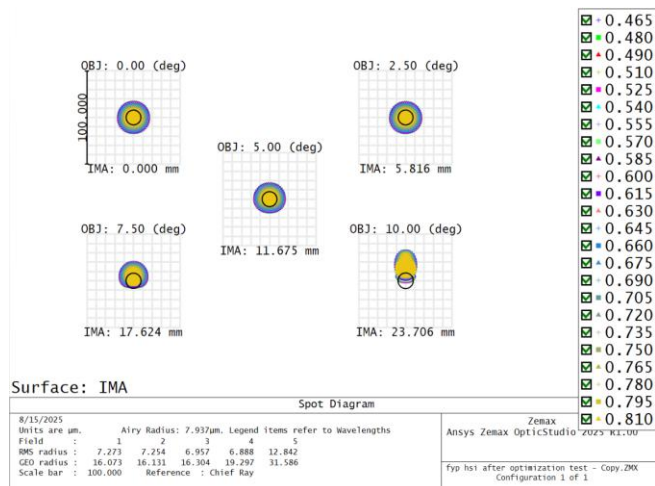 OBJ: 0.00 (deg)
OBJ: 2.50 (deg)
100.000
IMA: 0.000 mm
IMA: 5.816 mm
OBJ: 5.00 (deg)
IMA: 11.675 mm
OBJ: 7.50 (deg)
OBJ: 10.00 (deg)
IMA: 17.624 mm
IMA: 23.706 mm
0.465
0.480
0.490
0.510
0.525
0.540
0.555
0.570
0.585
0.600
0.615
0.630
0.645
0.660
0.675
0.690
0.705
0.720
0.735
0.750
0.765
0.780
0.795
0.810
Surface: IMA
Spot Diagram
8/15/2025
Units are µm. Airy Radius: 7.937µm. Legend items refer to Wavelengths
Field : 1 2 3 4 5
RMS radius : 7.273 7.254 6.957 6.888 12.842
GEO radius : 16.073 16.131 16.304 19.297 31.586
Scale bar : 100.000 Reference : Chief Ray
Zemax
Ansys Zemax OpticStudio 2025 R1.00
fyp hsi after optimization test - Copy.ZMX
Configuration 1 of 1